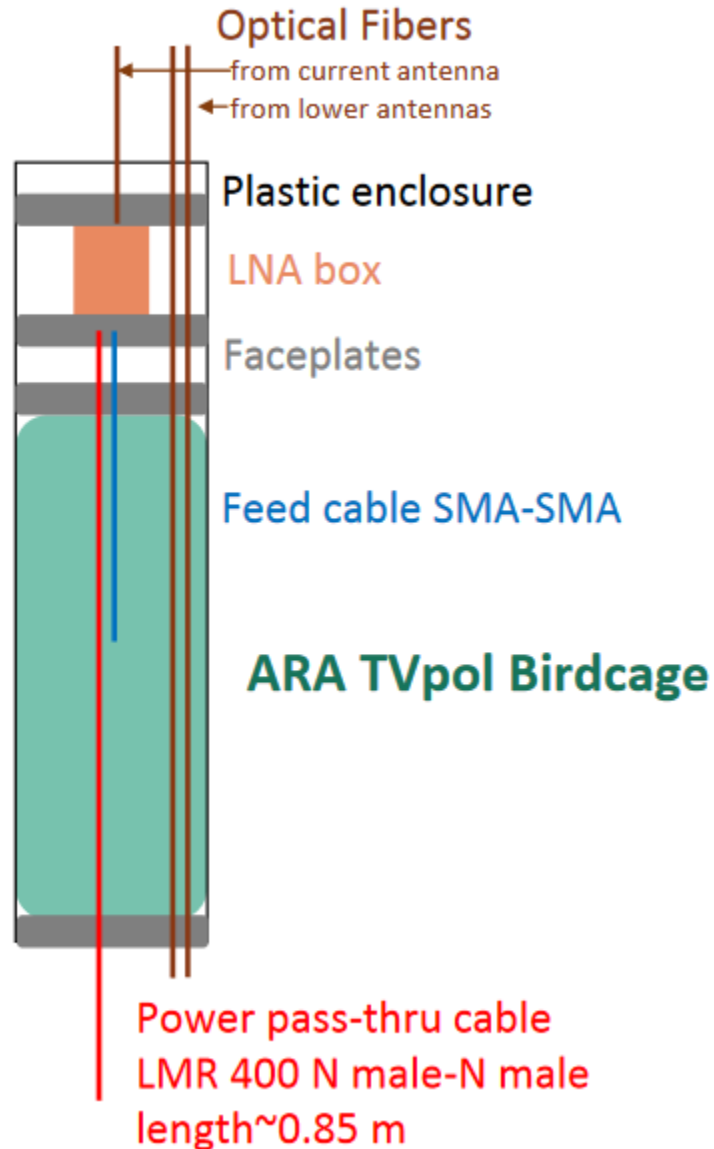 Optical Fibers
from current antenna
from lower antennas
Plastic enclosure
LNA box
Faceplates
Feed cable SMA-SMA
ARA TVpol Birdcage
Power pass-thru cable
LMR 400 N male-N male
length~0.85 m